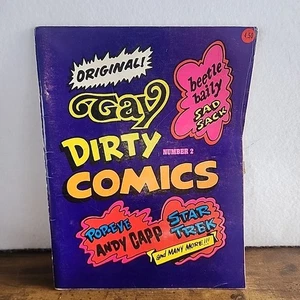 ORIGINAL!
Gay
beetle
baily
SAD
SACK
DIRTY
NUMBER 2
COMICS
POPEYE
ANDY CAPP
STAR
TREK
and MANY MORE!!!